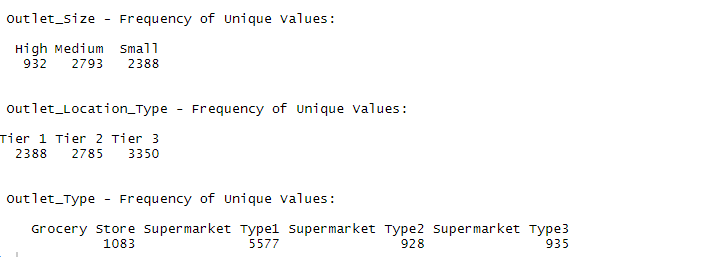 Outlet_Size - Frequency of Unique Values:
High Medium Small
932 2793 2388
Outlet_Location_Type - Frequency of Unique Values:
Tier 1 Tier 2 Tier 3
2388 2785 3350
Outlet_Type - Frequency of Unique Values:
Grocery Store Supermarket Type1 Supermarket Type2 Supermarket Type3
1083 5577 928 935